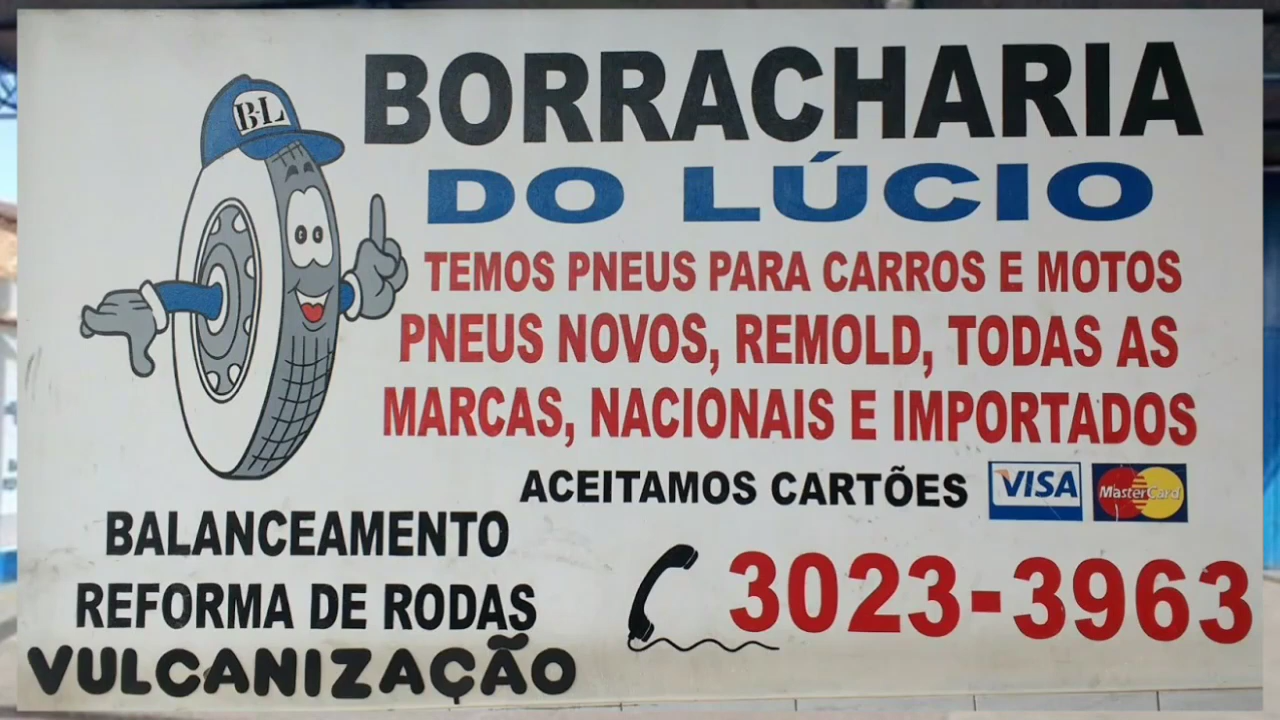 B-L
BORRACHARIA
DO LÚCIO
TEMOS PNEUS PARA CARROS E MOTOS
PNEUS NOVOS, REMOLD, TODAS AS
MARCAS, NACIONAIS E IMPORTADOS
ACEITAMOS CARTÕES VISA MasterCard
BALANCEAMENTO
REFORMA DE RODAS
VULCANIZAÇÃO
3023-3963